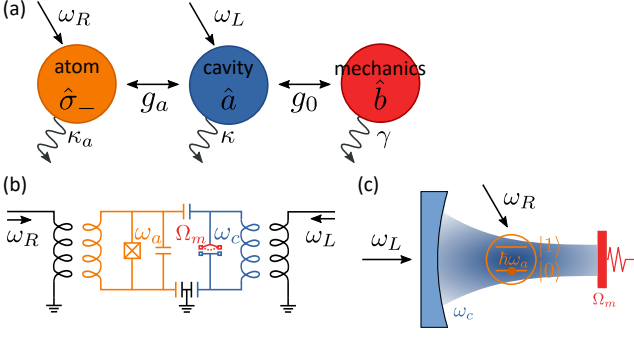 (a)
ω_R
ω_L
atom
cavity
mechanics
σ̂₋
g_a
â
g_0
b̂
κ_a
κ
γ
(b)
(c)
ω_R
ω_a
Ω_m
ω_c
ω_L
ω_R
ω_L
|1⟩
ħω_a
|0⟩
ω_c
Ω_m